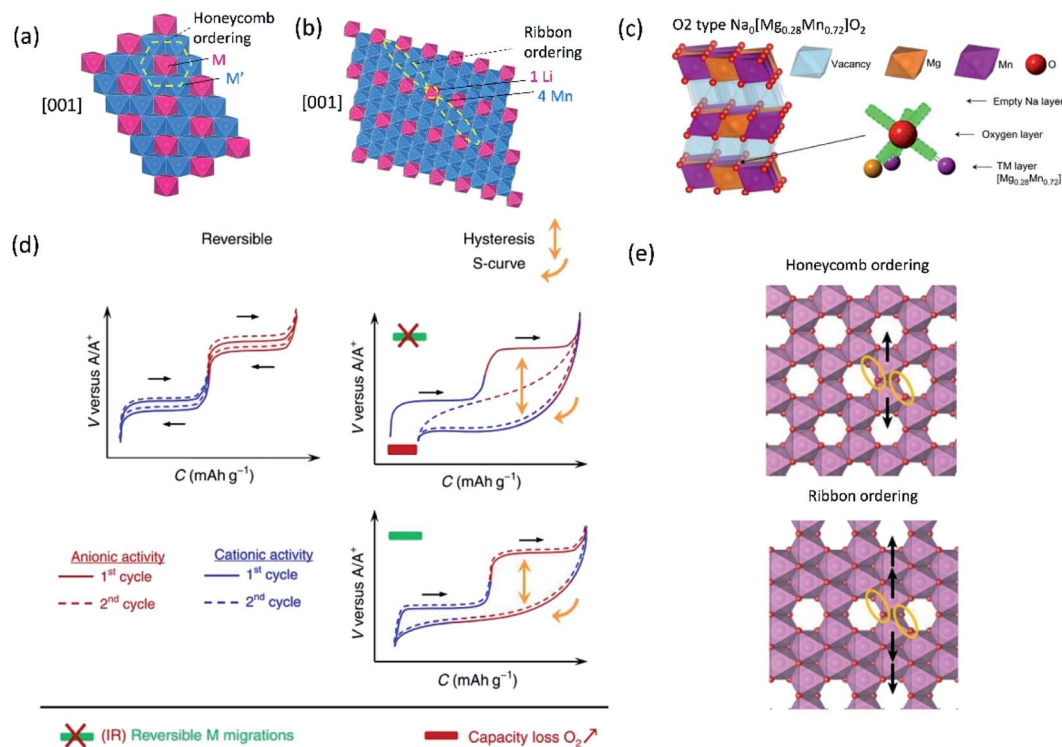 (a)
Honeycomb
ordering
M
M'
[001]
(b)
Ribbon
ordering
1 Li
4 Mn
[001]
(c)
O2 type Na₀[Mg₀.₂₈Mn₀.₇₂]O₂
Vacancy
Mg
Mn
O
Empty Na layer
Oxygen layer
TM layer
[Mg₀.₂₈Mn₀.₇₂]
(d)
Reversible
Hysteresis
S-curve
V versus A/A⁺
C (mAh g⁻¹)
V versus A/A⁺
C (mAh g⁻¹)
Anionic activity
1st cycle
2nd cycle
Cationic activity
1st cycle
2nd cycle
V versus A/A⁺
C (mAh g⁻¹)
(IR) Reversible M migrations
Capacity loss O₂↗
(e)
Honeycomb ordering
Ribbon ordering